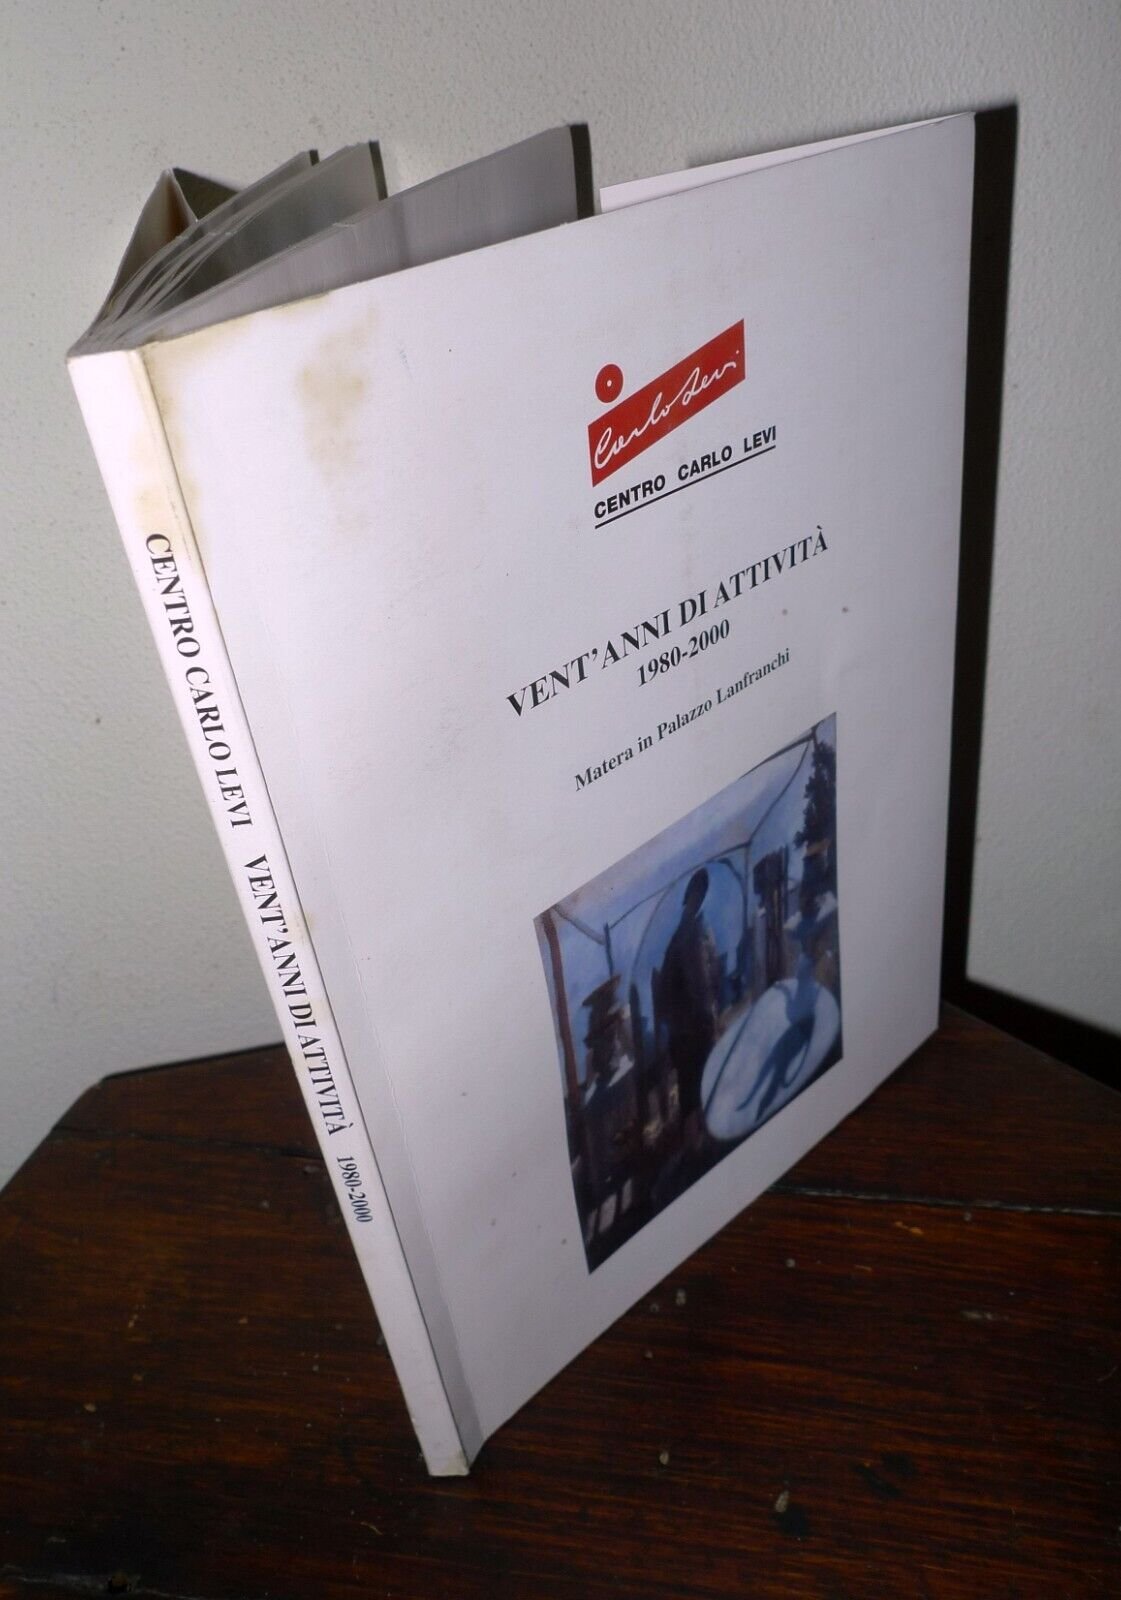 Carlo Levi
CENTRO CARLO LEVI
VENT'ANNI DI ATTIVITÀ
1980-2000
Matera in Palazzo Lanfranchi
CENTRO CARLO LEVI VENT'ANNI DI ATTIVITÀ 1980-2000